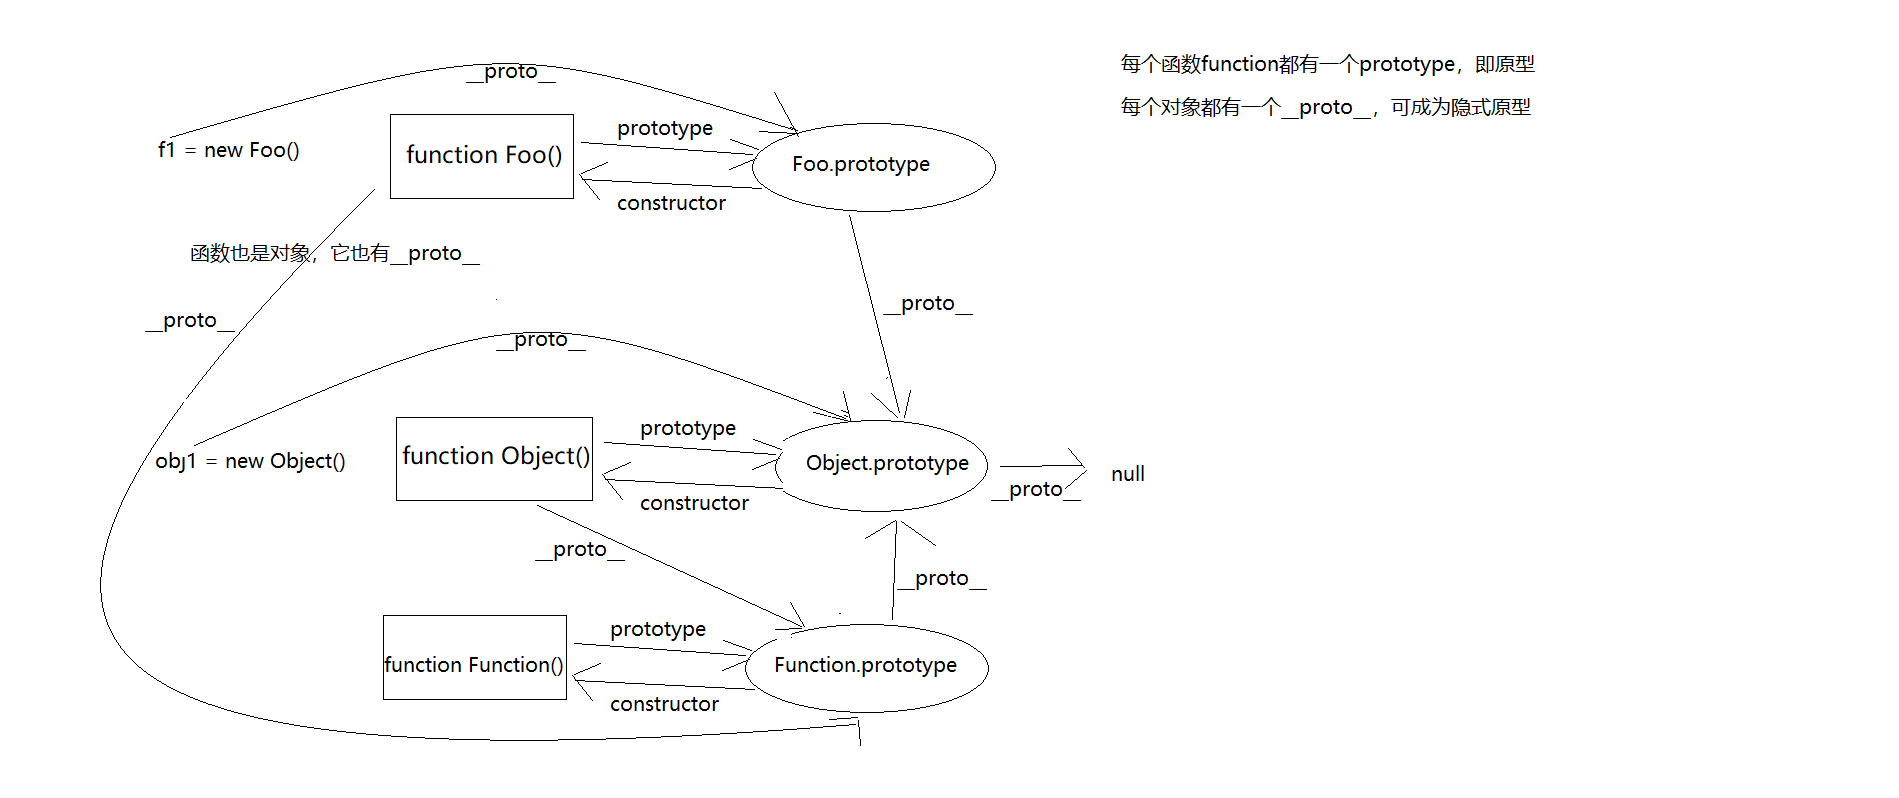 每个函数function都有一个prototype，即原型
每个对象都有一个__proto__，可成为隐式原型
__proto__
f1 = new Foo()
function Foo()
prototype
constructor
Foo.prototype
函数也是对象，它也有__proto__
__proto__
__proto__
__proto__
obj1 = new Object()
function Object()
prototype
constructor
Object.prototype
__proto__
null
__proto__
__proto__
function Function()
prototype
constructor
Function.prototype